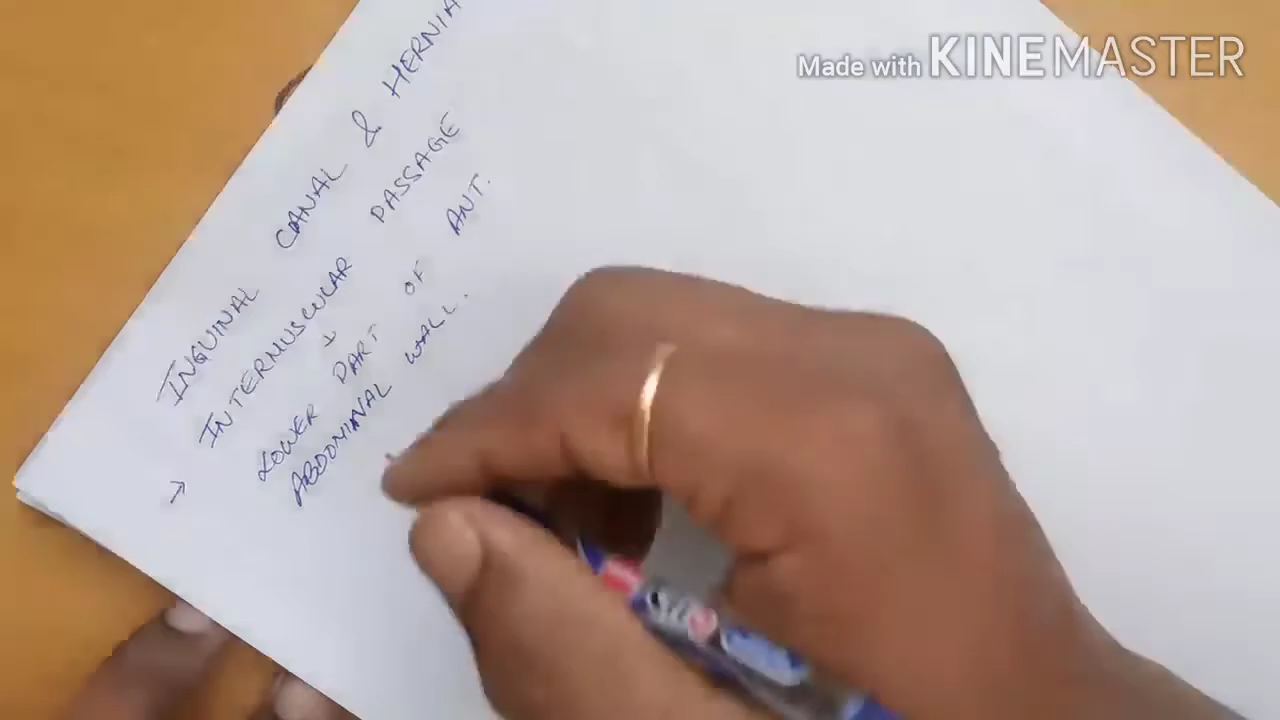 Made with KINEMASTER
INGUINAL CANAL & HERNIA
→ INTERMUSCULAR PASSAGE
↓
LOWER PART OF ANT.
ABDOMINAL WALL.